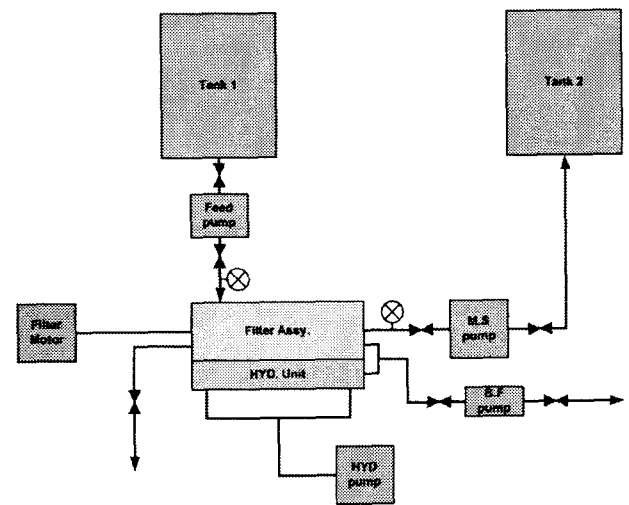 Tank 1
Tank 2
Feed
pump
Filter
Motor
Filter Assy.
M.S
pump
HYD. Unit
B.F
pump
HYD
pump